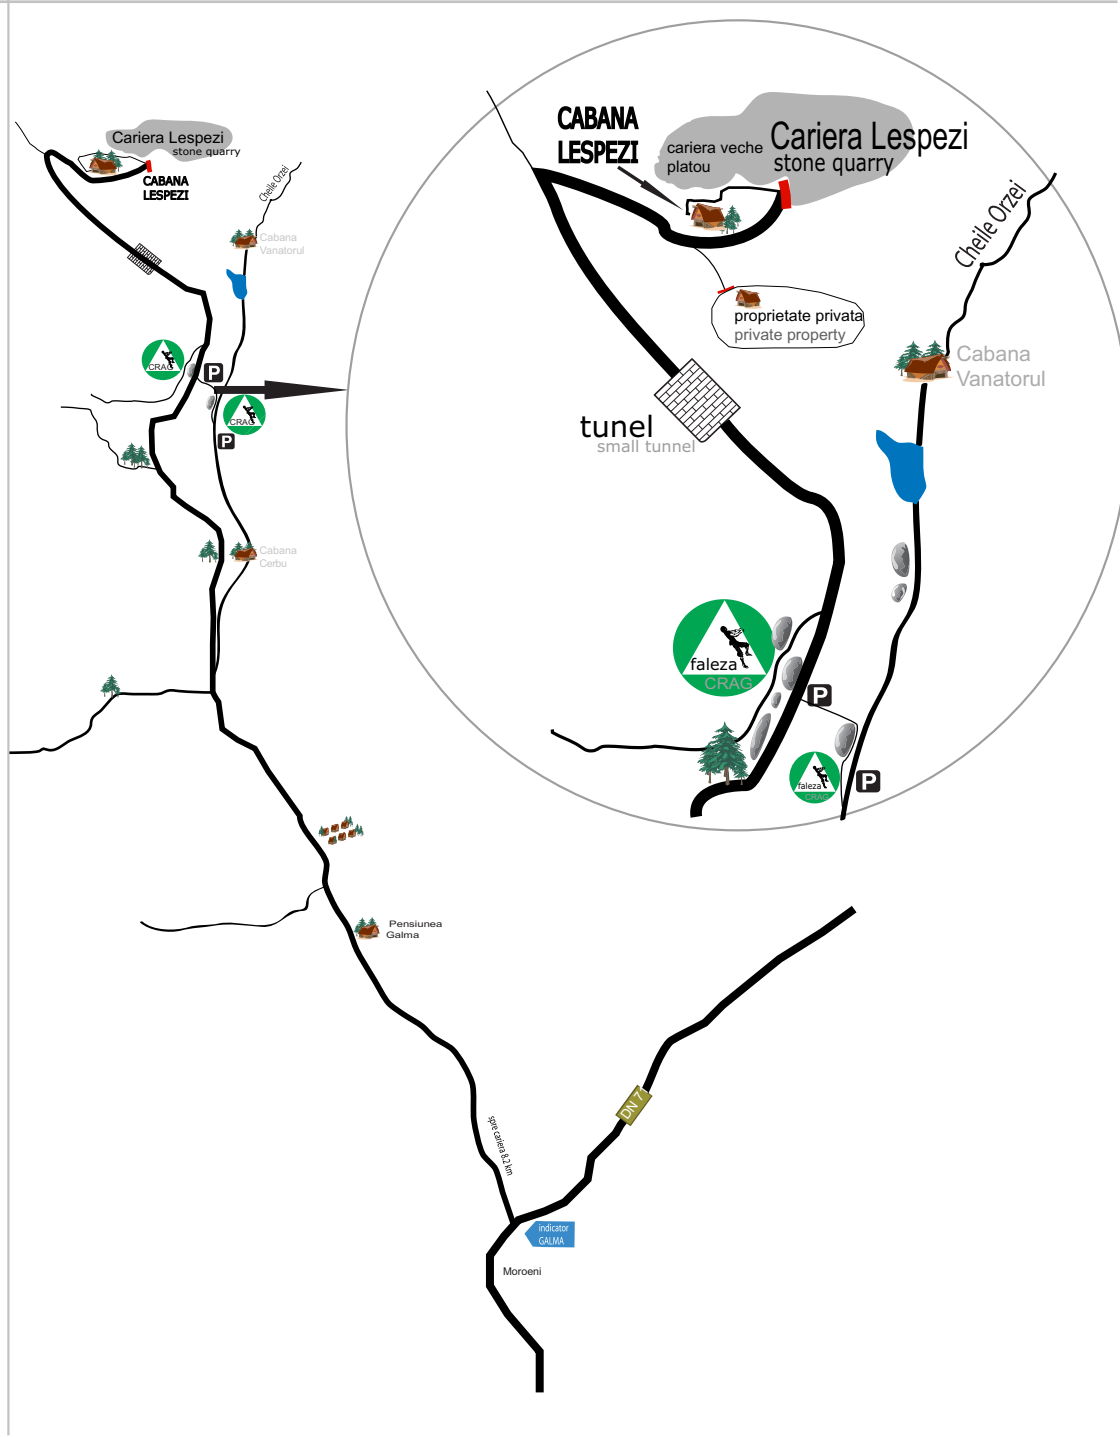 Cariera Lespezi
stone quarry
CABANA
LESPEZI
Cheile Orzei
Cabana
Vanatorul
CRAG
P
CRAG
P
Cabana
Cerbu
Pensiunea
Galma
spre cariera 8.2 km
DN 7
indicator
GALMA
Moroeni
CABANA
LESPEZI
cariera veche
platou
Cariera Lespezi
stone quarry
Cheile Orzei
proprietate privata
private property
Cabana
Vanatorul
tunel
small tunnel
faleza
CRAG
P
faleza
CRAG
P